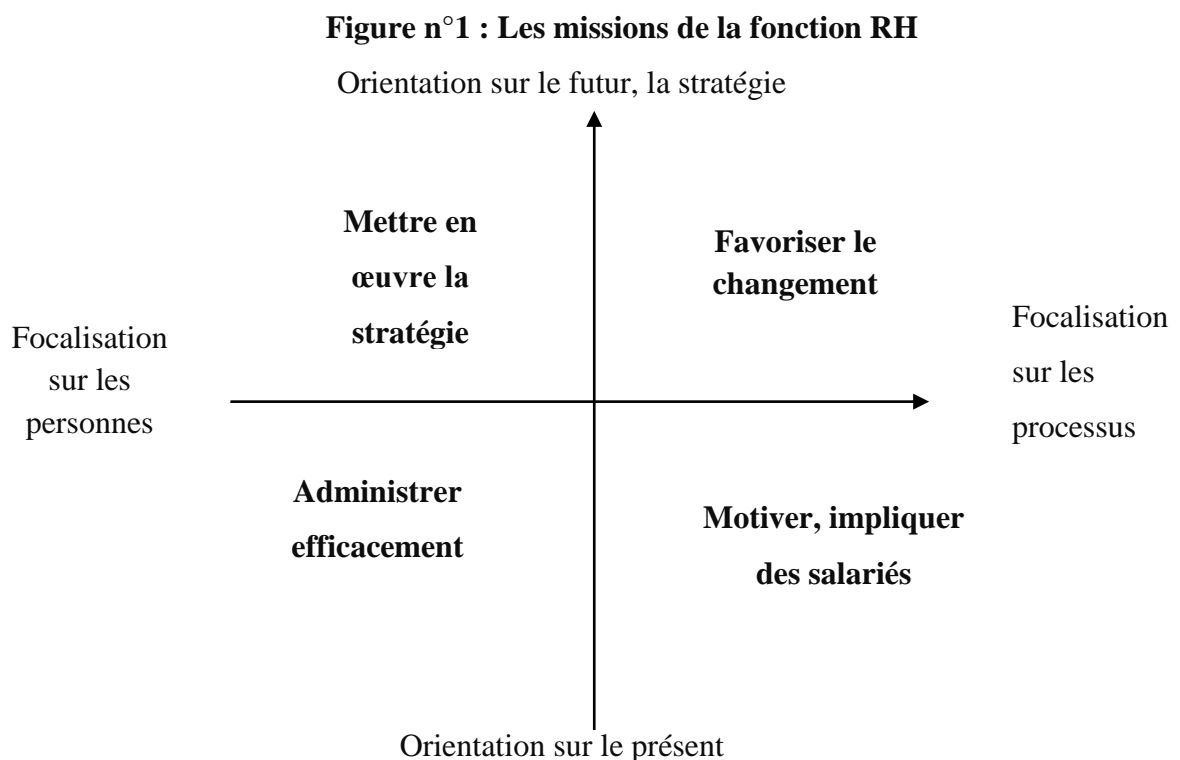 Figure n°1 : Les missions de la fonction RH
Orientation sur le futur, la stratégie
Mettre en
œuvre la
stratégie
Favoriser le
changement
Focalisation
sur les
personnes
Focalisation
sur les
processus
Administrer
efficacement
Motiver, impliquer
des salariés
Orientation sur le présent